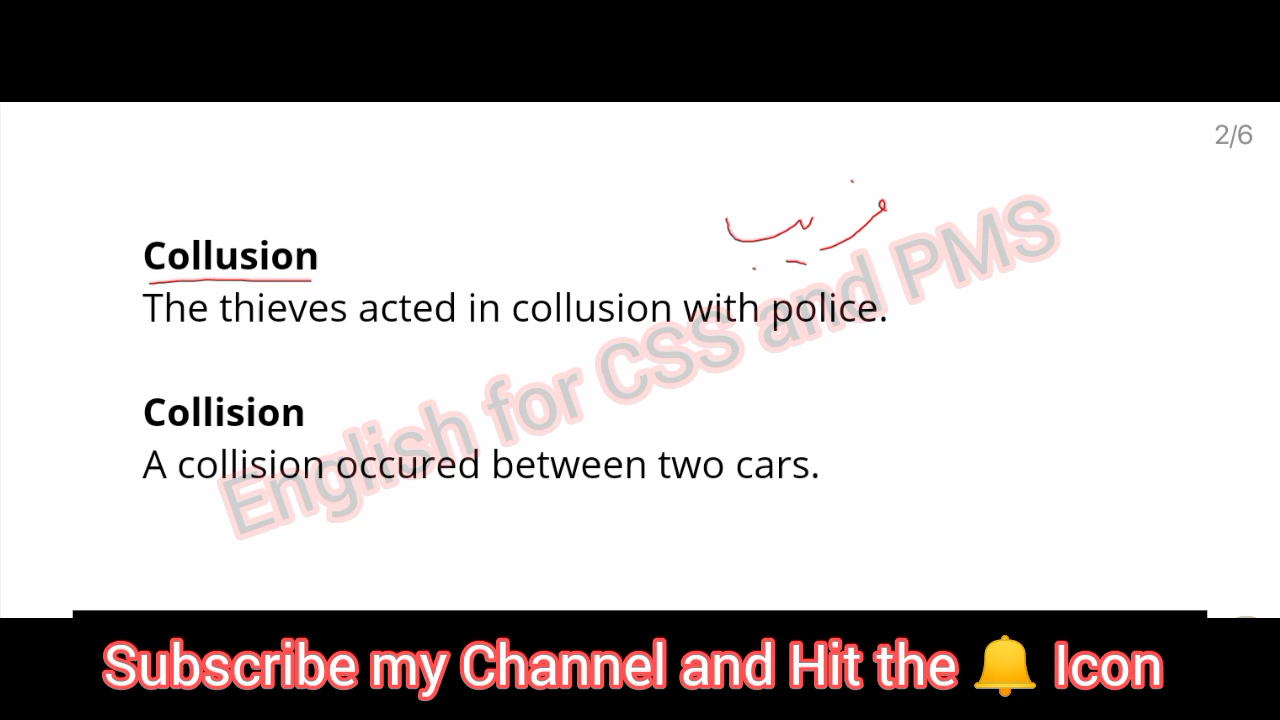 2/6
فریب
Collusion
The thieves acted in collusion with police.
Collision
A collision occured between two cars.
English for CSS and PMS
Subscribe my Channel and Hit the 🔔 Icon